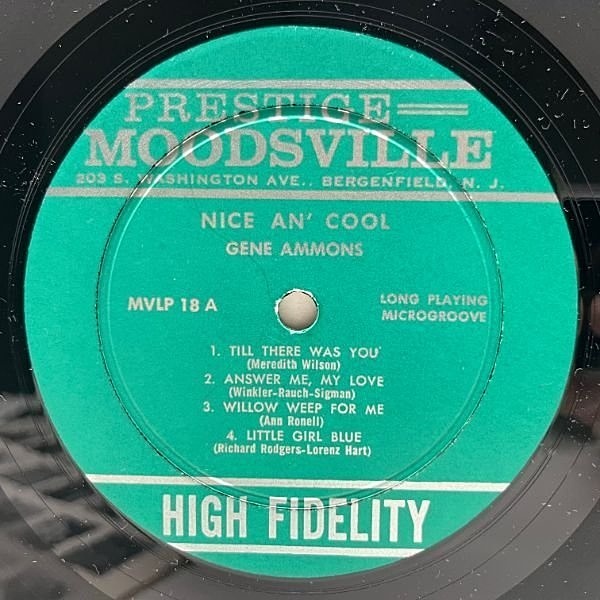 PRESTIGE
MOODSVILLE
203 S. WASHINGTON AVE., BERGENFIELD, N. J.
NICE AN' COOL
GENE AMMONS
MVLP 18 A
LONG PLAYING
MICROGROOVE
1. TILL THERE WAS YOU
(Meredith Wilson)
2. ANSWER ME, MY LOVE
(Winkler-Rauch-Sigman)
3. WILLOW WEEP FOR ME
(Ann Ronell)
4. LITTLE GIRL BLUE
(Richard Rodgers-Lorenz Hart)
HIGH FIDELITY